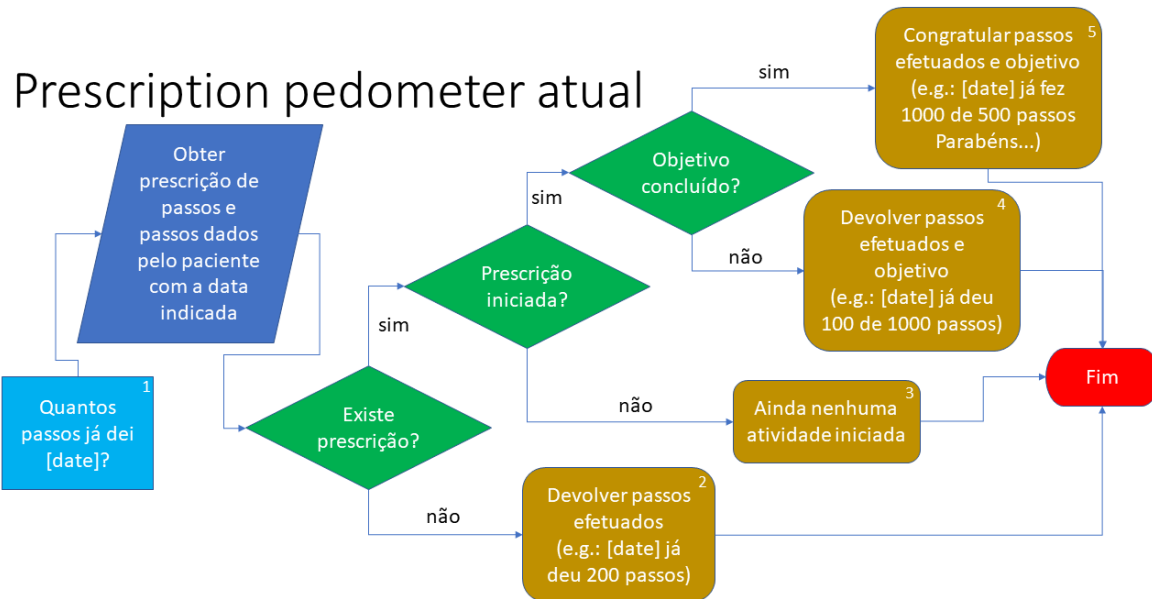 Prescription pedometer atual
1
Quantos
passos já dei
[date]?
Obter
prescrição de
passos e
passos dados
pelo paciente
com a data
indicada
Existe
prescrição?
não
2
Devolver passos
efetuados
(e.g.: [date] já
deu 200 passos)
sim
Prescrição
iniciada?
não
3
Ainda nenhuma
atividade iniciada
sim
Objetivo
concluído?
não
4
Devolver passos
efetuados e
objetivo
(e.g.: [date] já deu
100 de 1000 passos)
sim
5
Congratular passos
efetuados e objetivo
(e.g.: [date] já fez
1000 de 500 passos
Parabéns...)
Fim